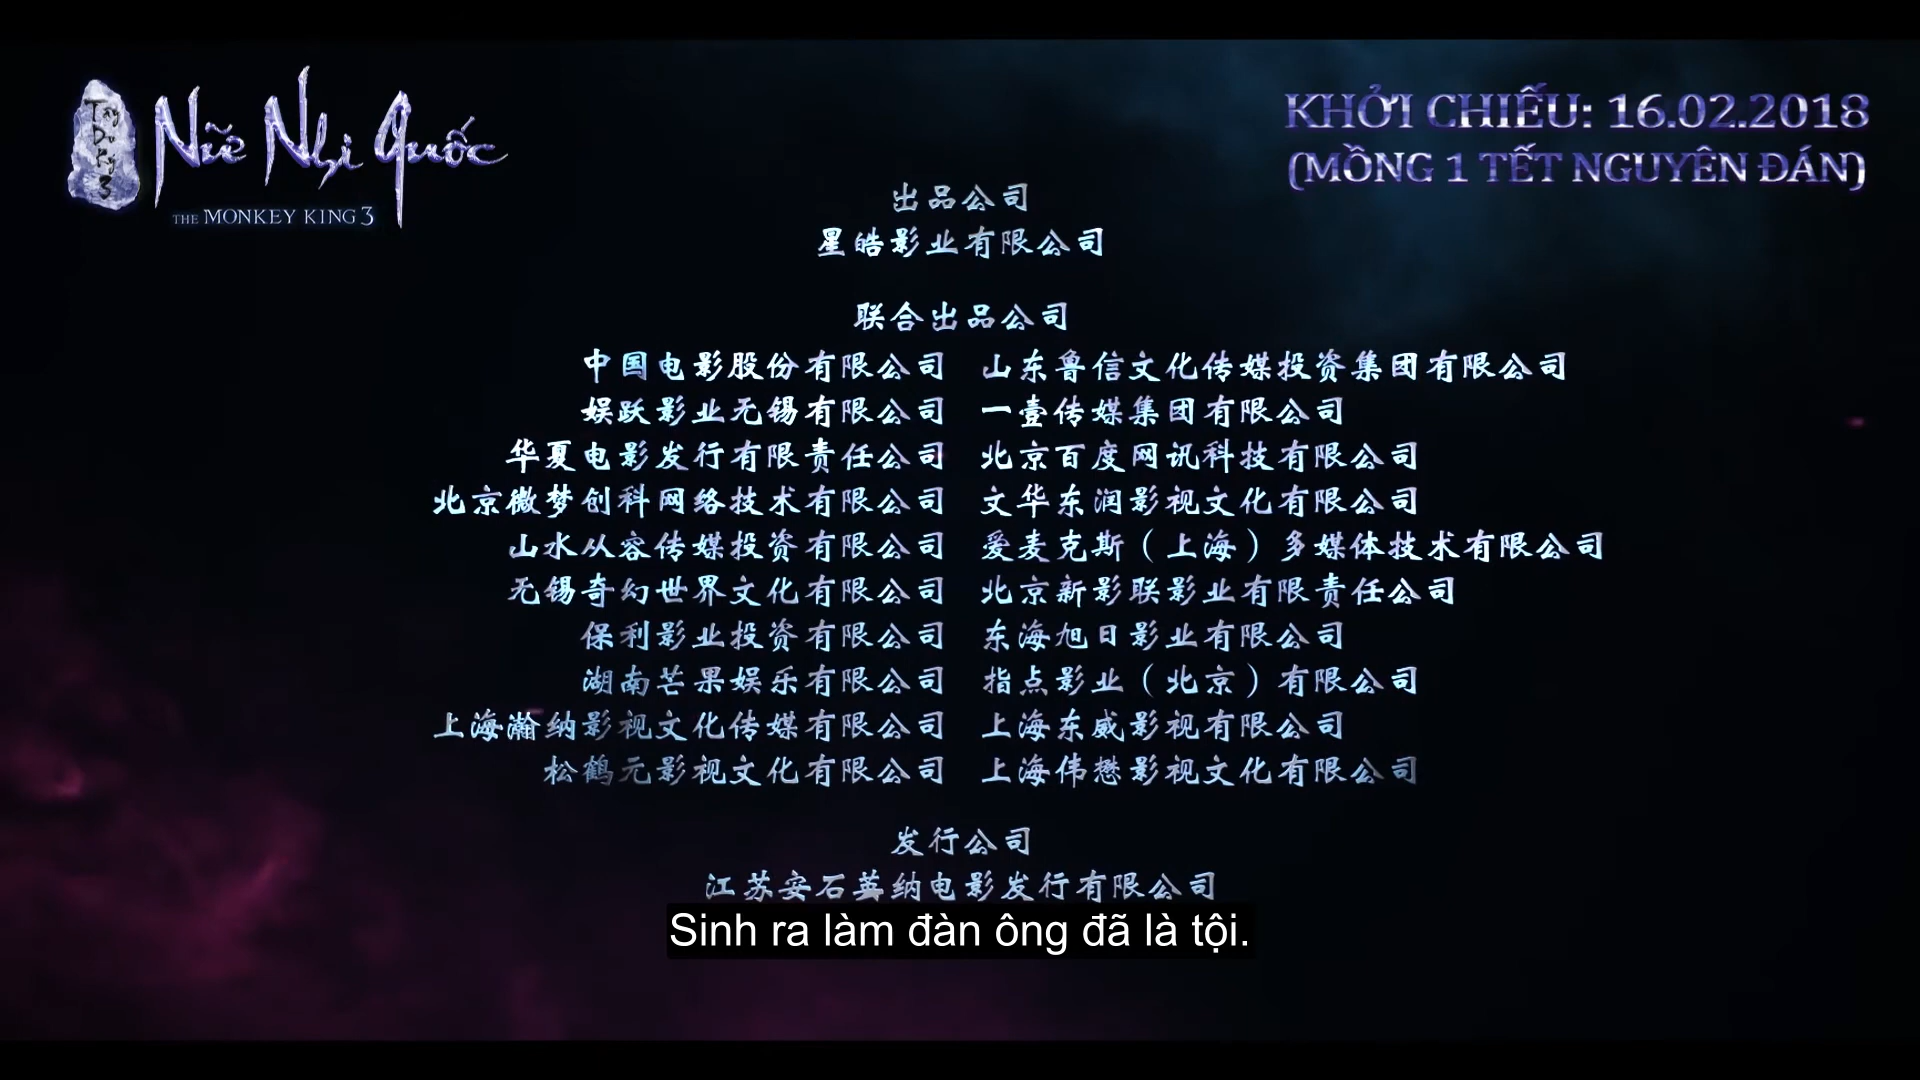 Tây Du Ký 3
Nữ Nhi Quốc
THE MONKEY KING 3
KHỞI CHIẾU: 16.02.2018
(MỒNG 1 TẾT NGUYÊN ĐÁN)
出品公司
星皓影业有限公司
联合出品公司
中国电影股份有限公司 山东鲁信文化传媒投资集团有限公司
娱跃影业无锡有限公司 一壹传媒集团有限公司
华夏电影发行有限责任公司 北京百度网讯科技有限公司
北京微梦创科网络技术有限公司 文华东润影视文化有限公司
山水从容传媒投资有限公司 爱麦克斯（上海）多媒体技术有限公司
无锡奇幻世界文化有限公司 北京新影联影业有限责任公司
保利影业投资有限公司 东海旭日影业有限公司
湖南芒果娱乐有限公司 指点影业（北京）有限公司
上海瀚纳影视文化传媒有限公司 上海东威影视有限公司
松鹤元影视文化有限公司 上海伟懋影视文化有限公司
发行公司
江苏安石英纳电影发行有限公司
Sinh ra làm đàn ông đã là tội.